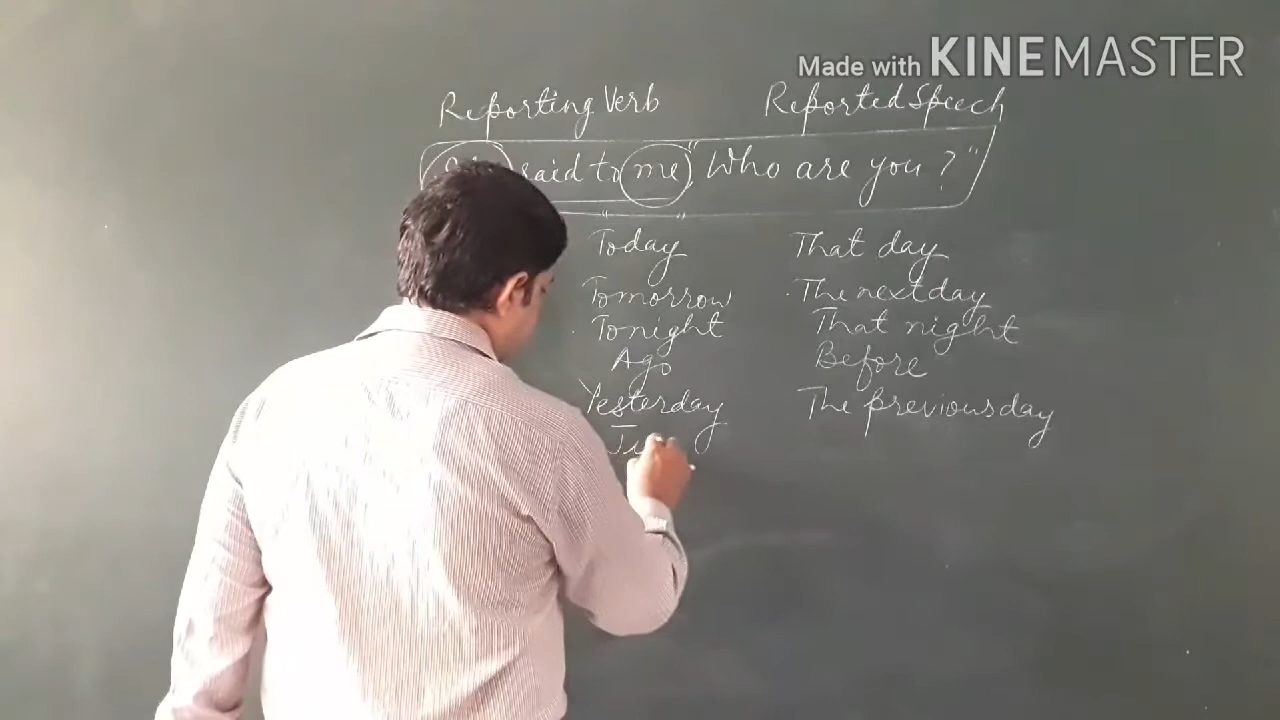 Made with KINEMASTER
Reporting Verb Reported Speech
said to me "Who are you?"
Today That day
Tomorrow The next day
Tonight That night
Ago Before
Yesterday The previous day